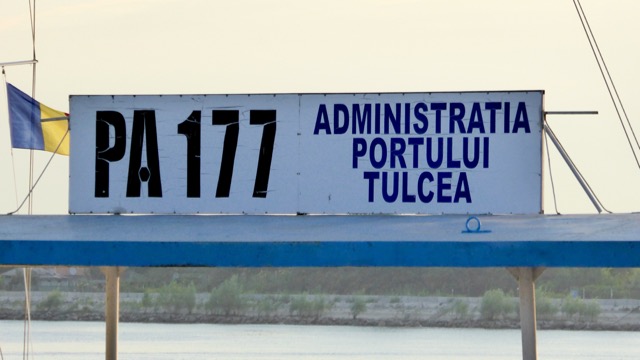 PA 177
ADMINISTRATIA
PORTULUI
TULCEA